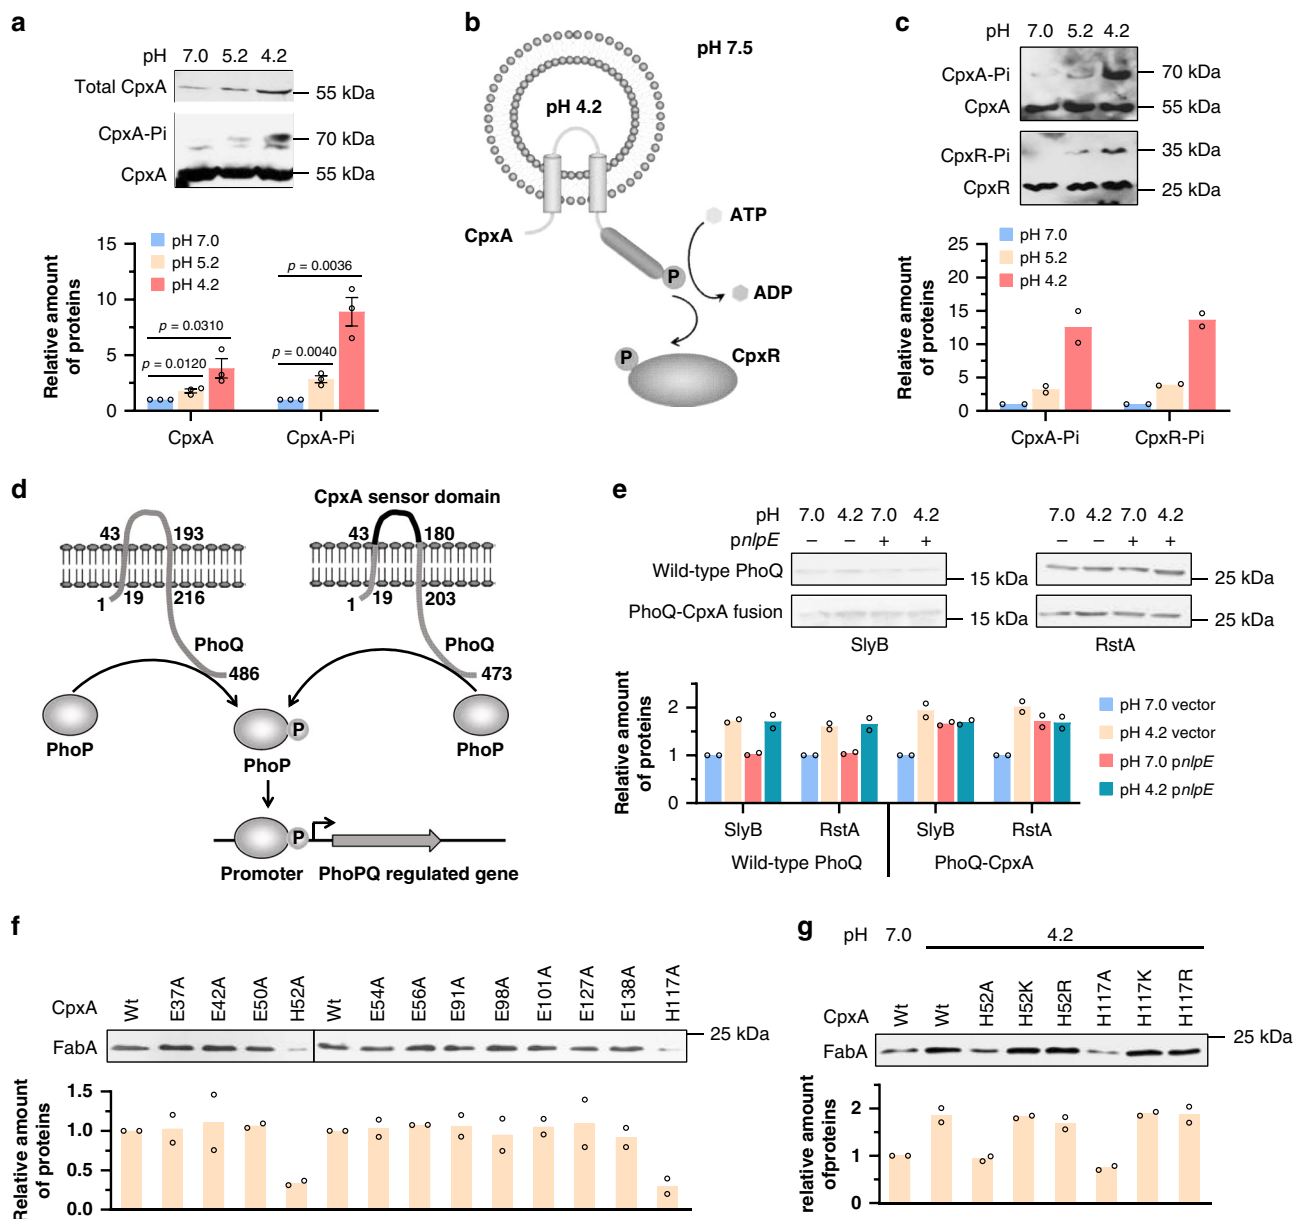 a
pH 7.0 5.2 4.2
Total CpxA
55 kDa
CpxA-Pi
70 kDa
CpxA
55 kDa
Relative amount of proteins
15
10
5
0
pH 7.0
pH 5.2
pH 4.2
p = 0.0036
p = 0.0310
p = 0.0040
p = 0.0120
CpxA
CpxA-Pi
b
pH 7.5
pH 4.2
CpxA
ATP
P
ADP
P
CpxR
c
pH 7.0 5.2 4.2
CpxA-Pi
70 kDa
CpxA
55 kDa
CpxR-Pi
35 kDa
CpxR
25 kDa
Relative amount of proteins
25
20
15
10
5
0
pH 7.0
pH 5.2
pH 4.2
CpxA-Pi
CpxR-Pi
d
CpxA sensor domain
43
193
1
19
216
PhoQ
486
43
180
1
19
203
PhoQ
473
PhoP
P
PhoP
PhoP
P
Promoter
PhoPQ regulated gene
e
pH 7.0 4.2 7.0 4.2 7.0 4.2 7.0 4.2
pnlpE − − + + − − + +
Wild-type PhoQ
15 kDa
25 kDa
PhoQ-CpxA fusion
15 kDa
25 kDa
SlyB
RstA
Relative amount of proteins
2
1
0
pH 7.0 vector
pH 4.2 vector
pH 7.0 pnlpE
pH 4.2 pnlpE
SlyB
RstA
SlyB
RstA
Wild-type PhoQ
PhoQ-CpxA
f
CpxA Wt E37A E42A E50A H52A Wt E54A E56A E91A E98A E101A E127A E138A H117A
25 kDa
FabA
Relative amount of proteins
1.5
1.0
0.5
0.0
g
pH 7.0 4.2
CpxA Wt Wt H52A H52K H52R H117A H117K H117R
25 kDa
FabA
relative amount ofproteins
2
1
0